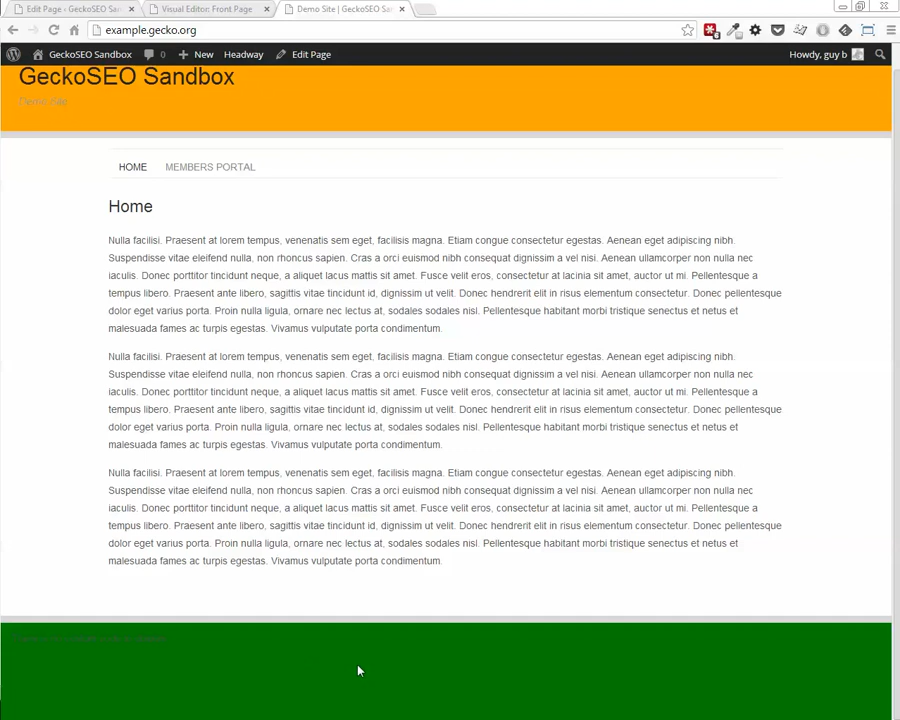 Edit Page ‹ GeckoSEO San
Visual Editor: Front Page
Demo Site | GeckoSEO San
example.gecko.org
GeckoSEO Sandbox
0
New
Headway
Edit Page
Howdy, guy b
GeckoSEO Sandbox
HOME
MEMBERS PORTAL
Home
Nulla facilisi. Praesent at lorem tempus, venenatis sem eget, facilisis magna. Etiam congue consectetur egestas. Aenean eget adipiscing nibh.
Suspendisse vitae eleifend nulla, non rhoncus sapien. Cras a orci euismod nibh consequat dignissim a vel nisi. Aenean ullamcorper non nulla nec
iaculis. Donec porttitor tincidunt neque, a aliquet lacus mattis sit amet. Fusce velit eros, consectetur at lacinia sit amet, auctor ut mi. Pellentesque a
tempus libero. Praesent ante libero, sagittis vitae tincidunt id, dignissim ut velit. Donec hendrerit elit in risus elementum consectetur. Donec pellentesque
dolor eget varius porta. Proin nulla ligula, ornare nec lectus at, sodales sodales nisl. Pellentesque habitant morbi tristique senectus et netus et
malesuada fames ac turpis egestas. Vivamus vulputate porta condimentum.
Nulla facilisi. Praesent at lorem tempus, venenatis sem eget, facilisis magna. Etiam congue consectetur egestas. Aenean eget adipiscing nibh.
Suspendisse vitae eleifend nulla, non rhoncus sapien. Cras a orci euismod nibh consequat dignissim a vel nisi. Aenean ullamcorper non nulla nec
iaculis. Donec porttitor tincidunt neque, a aliquet lacus mattis sit amet. Fusce velit eros, consectetur at lacinia sit amet, auctor ut mi. Pellentesque a
tempus libero. Praesent ante libero, sagittis vitae tincidunt id, dignissim ut velit. Donec hendrerit elit in risus elementum consectetur. Donec pellentesque
dolor eget varius porta. Proin nulla ligula, ornare nec lectus at, sodales sodales nisl. Pellentesque habitant morbi tristique senectus et netus et
malesuada fames ac turpis egestas. Vivamus vulputate porta condimentum.
Nulla facilisi. Praesent at lorem tempus, venenatis sem eget, facilisis magna. Etiam congue consectetur egestas. Aenean eget adipiscing nibh.
Suspendisse vitae eleifend nulla, non rhoncus sapien. Cras a orci euismod nibh consequat dignissim a vel nisi. Aenean ullamcorper non nulla nec
iaculis. Donec porttitor tincidunt neque, a aliquet lacus mattis sit amet. Fusce velit eros, consectetur at lacinia sit amet, auctor ut mi. Pellentesque a
tempus libero. Praesent ante libero, sagittis vitae tincidunt id, dignissim ut velit. Donec hendrerit elit in risus elementum consectetur. Donec pellentesque
dolor eget varius porta. Proin nulla ligula, ornare nec lectus at, sodales sodales nisl. Pellentesque habitant morbi tristique senectus et netus et
malesuada fames ac turpis egestas. Vivamus vulputate porta condimentum.